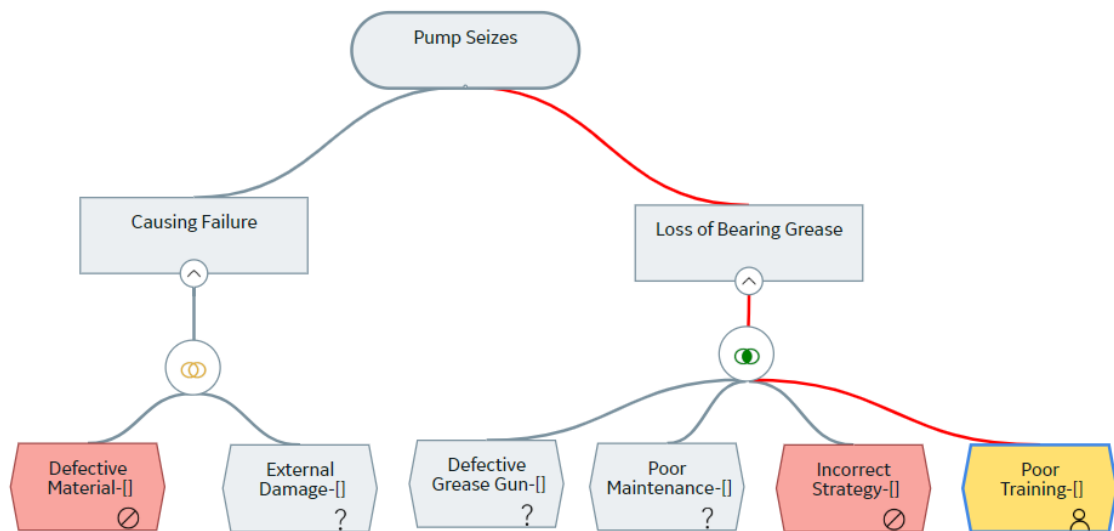 Pump Seizes
Causing Failure
Loss of Bearing Grease
Defective
Material-[]
External
Damage-[]
?
Defective
Grease Gun-[]
?
Poor
Maintenance-[]
?
Incorrect
Strategy-[]
Poor
Training-[]